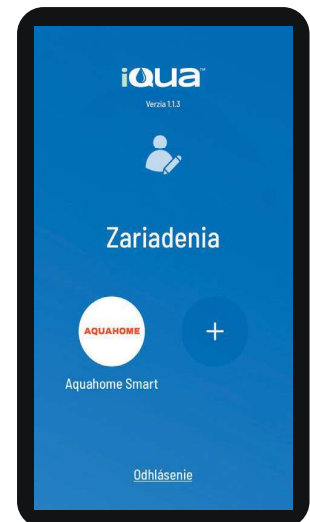 iQUA™
Verzia 1.1.3
Zariadenia
AQUAHOME
+
Aquahome Smart
Odhlásenie